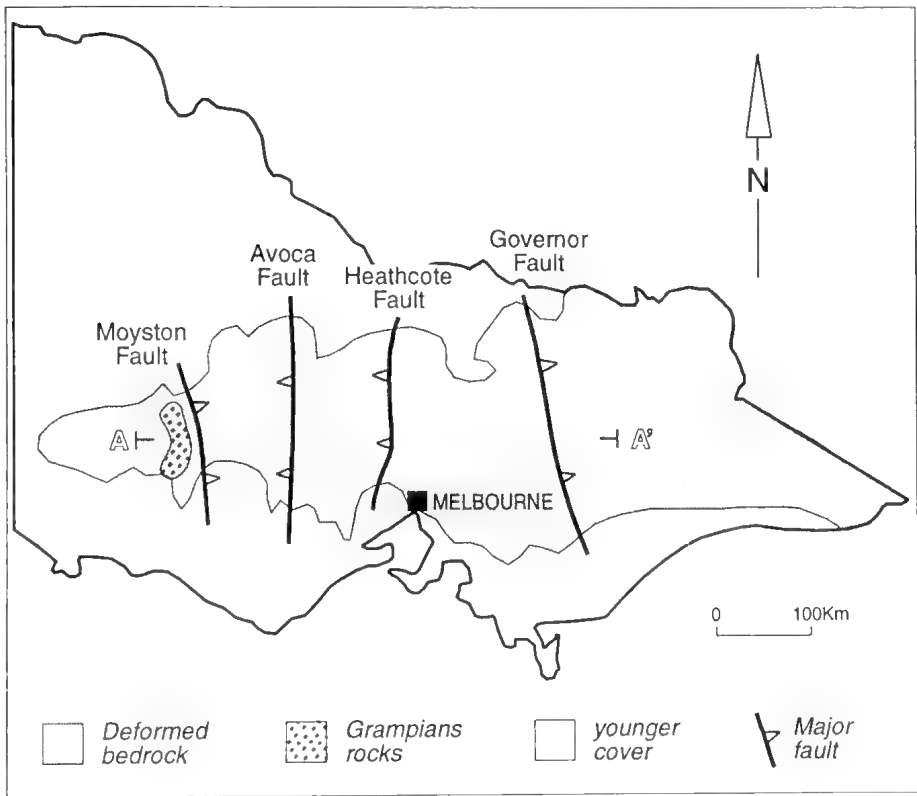 N
Governor
Fault
Avoca
Fault
Heathcote
Fault
Moyston
Fault
A
A'
MELBOURNE
0 100Km
Deformed
bedrock
Grampians
rocks
younger
cover
Major
fault